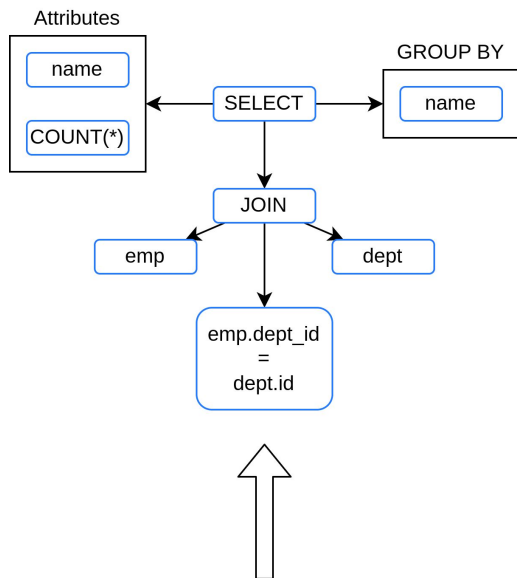 Attributes
GROUP BY
name
SELECT
name
COUNT(*)
JOIN
emp
dept
emp.dept_id
=
dept.id